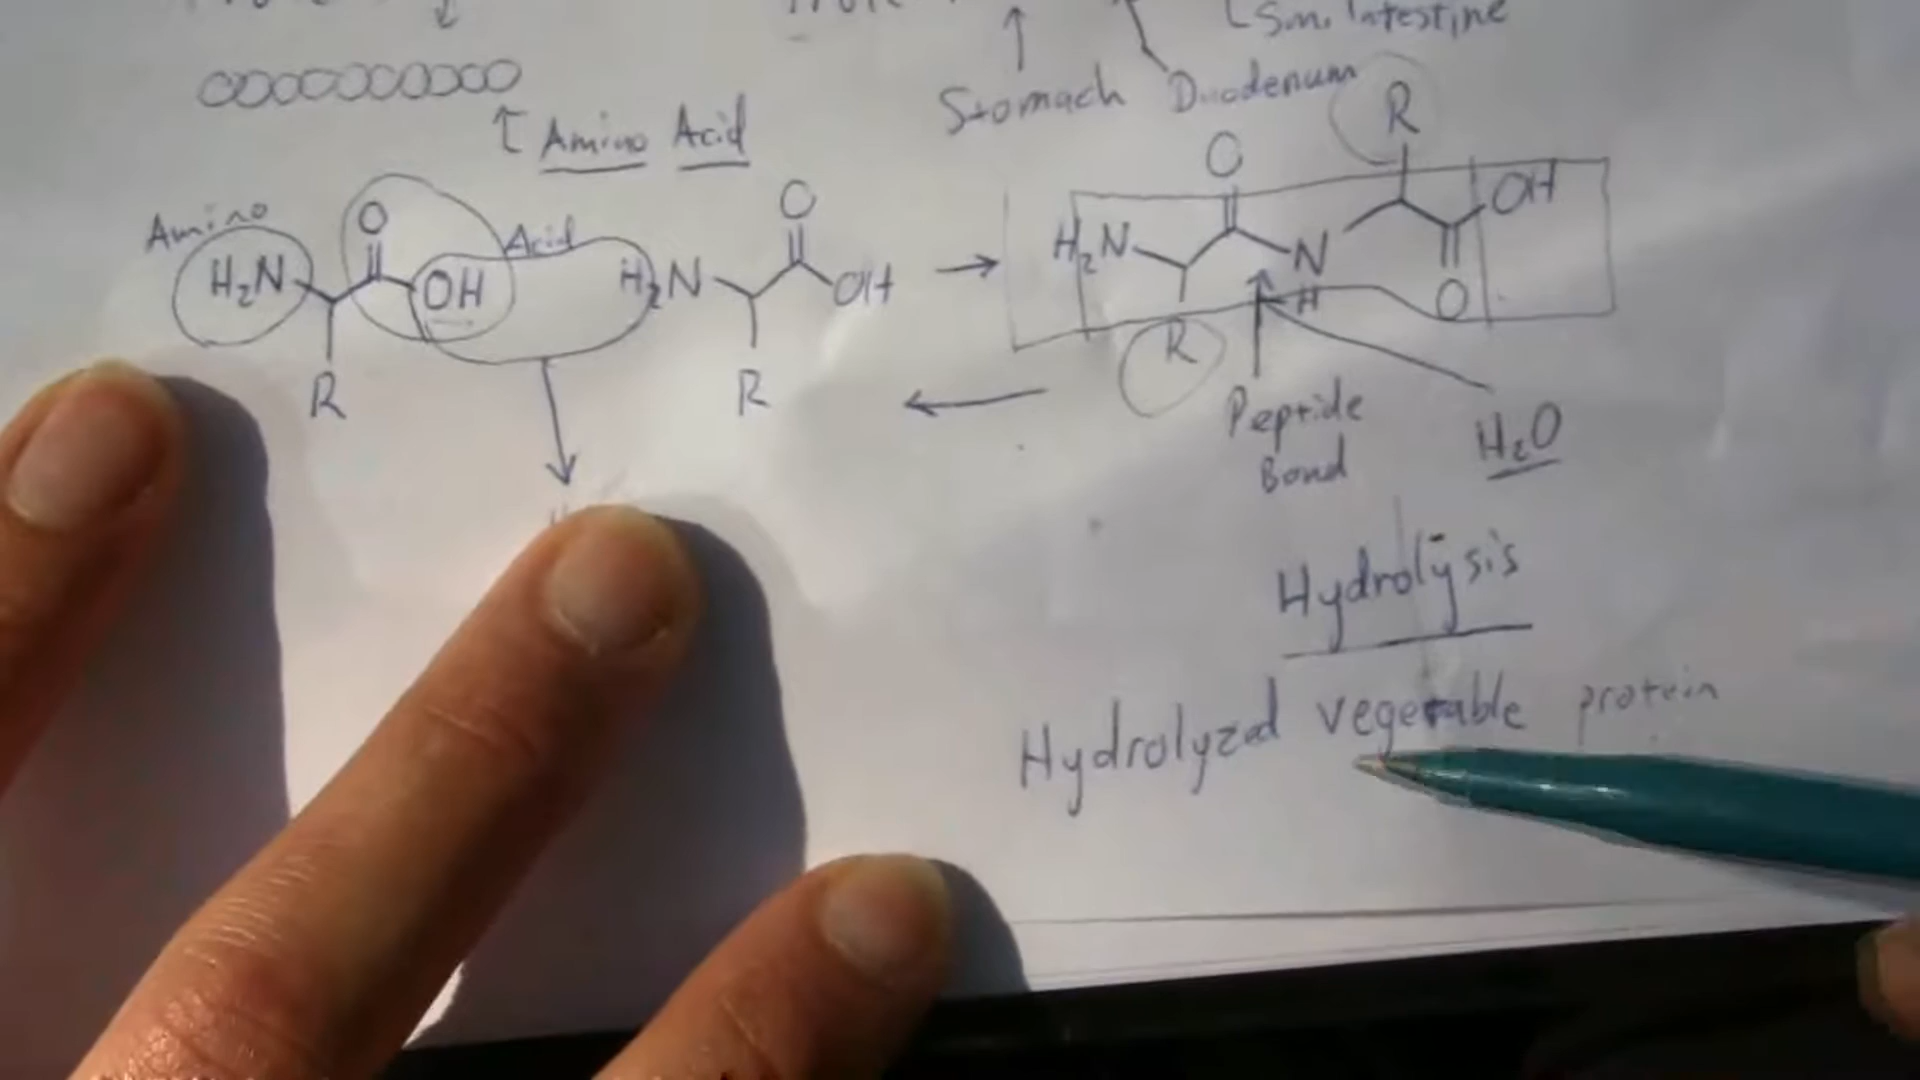 Sm. Intestine
Stomach Duodenum
Amino Acid
R
O
OH
Amino
H₂N
O
Acid
OH
H₂N
O
OH
H₂N
N
H
O
R
R
R
Peptide
Bond
H₂O
Hydrolysis
Hydrolyzed vegetable protein